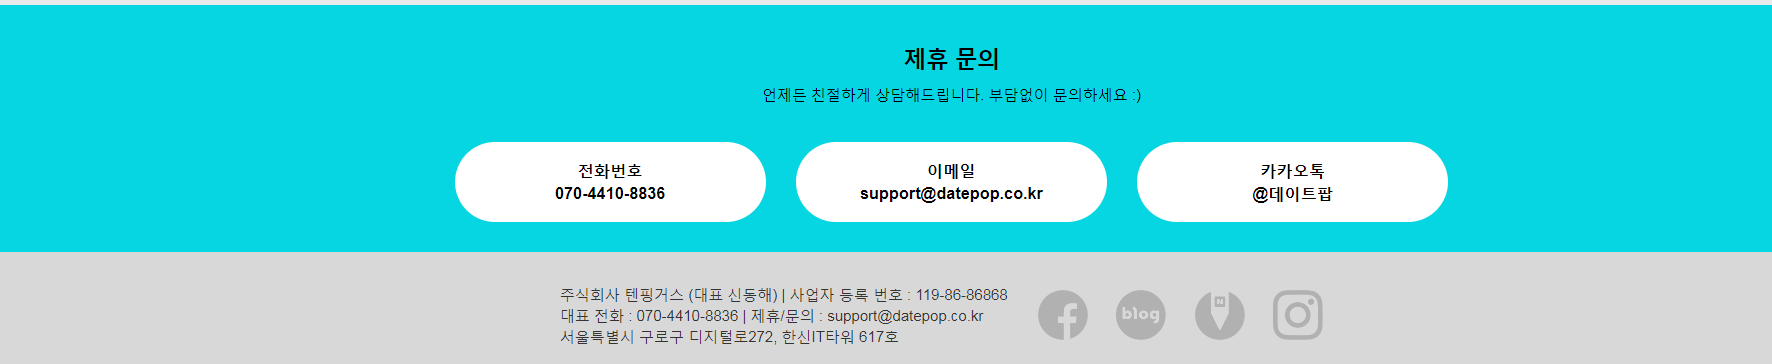 제휴 문의
언제든 친절하게 상담해드립니다. 부담없이 문의하세요 :)
전화번호
070-4410-8836
이메일
support@datepop.co.kr
카카오톡
@데이트팝
주식회사 텐핑거스 (대표 신동해) | 사업자 등록 번호 : 119-86-86868
대표 전화 : 070-4410-8836 | 제휴/문의 : support@datepop.co.kr
서울특별시 구로구 디지털로272, 한신IT타워 617호
f
blog
N